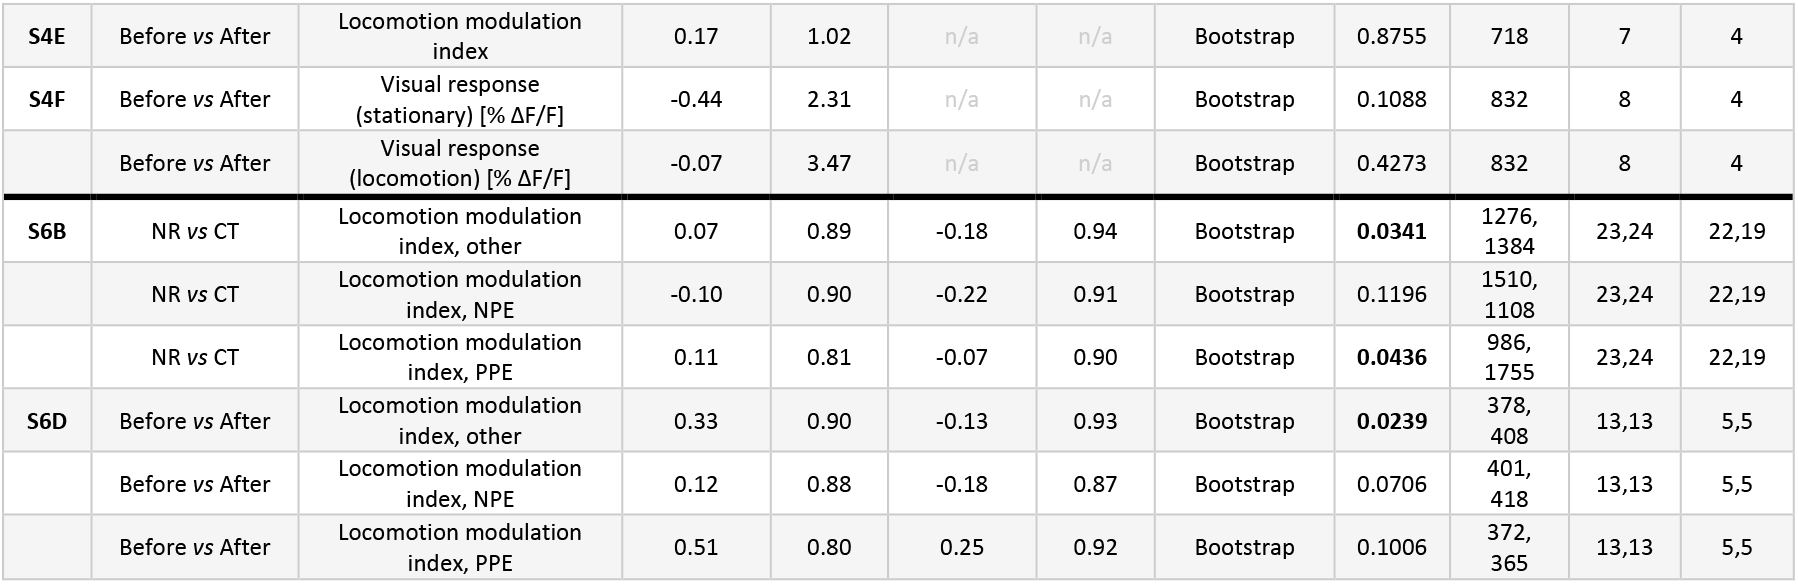 S4E Before vs After Locomotion modulation index 0.17 1.02 n/a n/a Bootstrap 0.8755 718 7 4
S4F Before vs After Visual response (stationary) [% ΔF/F] -0.44 2.31 n/a n/a Bootstrap 0.1088 832 8 4
Before vs After Visual response (locomotion) [% ΔF/F] -0.07 3.47 n/a n/a Bootstrap 0.4273 832 8 4
S6B NR vs CT Locomotion modulation index, other 0.07 0.89 -0.18 0.94 Bootstrap 0.0341 1276, 1384 23,24 22,19
NR vs CT Locomotion modulation index, NPE -0.10 0.90 -0.22 0.91 Bootstrap 0.1196 1510, 1108 23,24 22,19
NR vs CT Locomotion modulation index, PPE 0.11 0.81 -0.07 0.90 Bootstrap 0.0436 986, 1755 23,24 22,19
S6D Before vs After Locomotion modulation index, other 0.33 0.90 -0.13 0.93 Bootstrap 0.0239 378, 408 13,13 5,5
Before vs After Locomotion modulation index, NPE 0.12 0.88 -0.18 0.87 Bootstrap 0.0706 401, 418 13,13 5,5
Before vs After Locomotion modulation index, PPE 0.51 0.80 0.25 0.92 Bootstrap 0.1006 372, 365 13,13 5,5